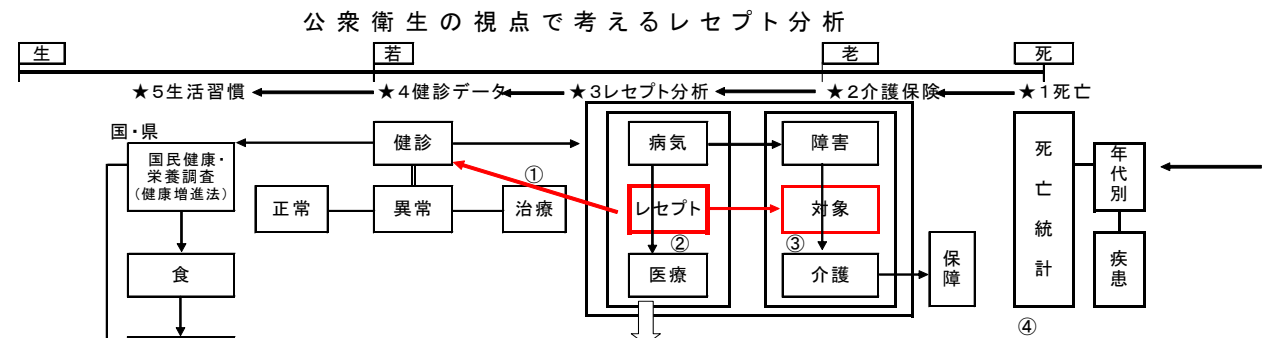 公衆衛生の視点で考えるレセプト分析
生
若
老
死
★5生活習慣
★4健診データ
★3レセプト分析
★2介護保険
★1死亡
国・県
国民健康・
栄養調査
(健康増進法)
食
健診
正常
異常
治療
①
病気
レセプト
②
医療
障害
対象
③
介護
保障
死亡統計
④
年代別
疾患